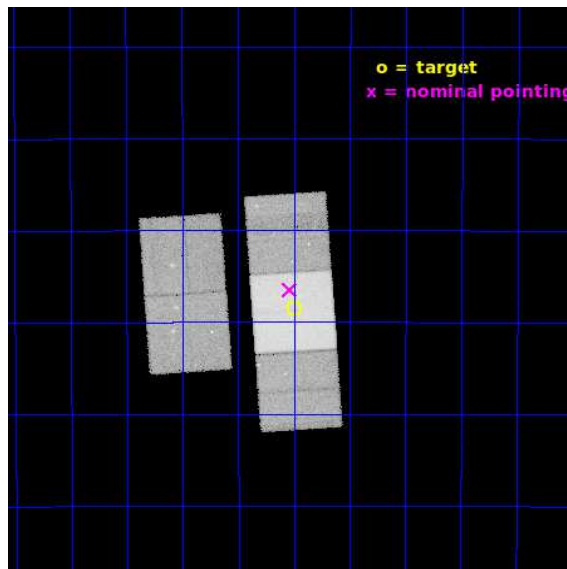 o = target
x = nominal pointing